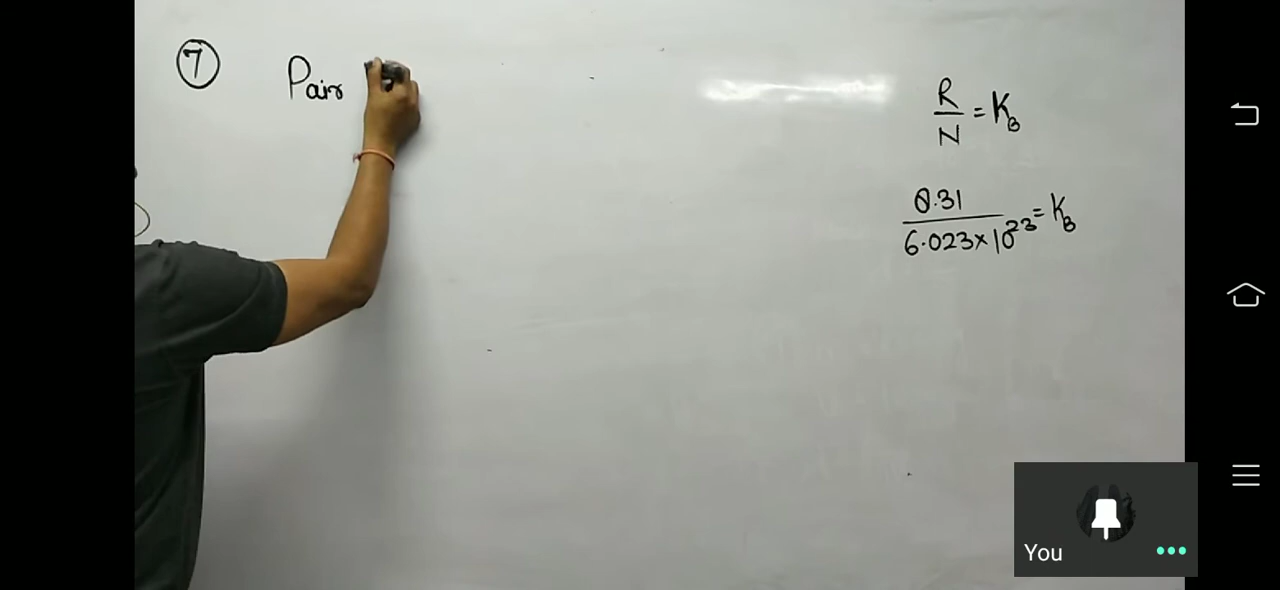 ⑦ Pair
R/N = K_B
8.31/6.023×10^23 = K_B
You